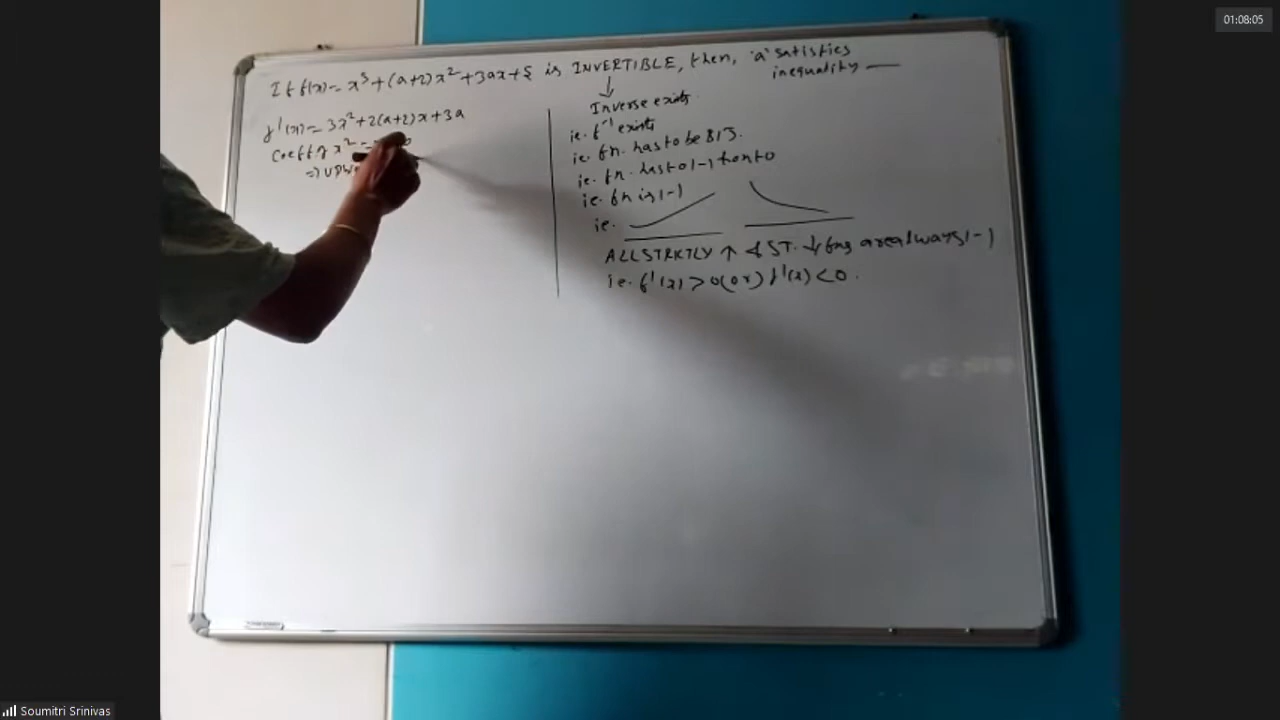 01:08:05
If f(x) = x³ + (a+2)x² + 3ax + 5 is INVERTIBLE, then, 'a' satisfies
inequality ___
f'(x) = 3x² + 2(a+2)x + 3a
Coeff of x² =
=) UPW
↓
Inverse exists.
ie. f⁻¹ exists
ie. fn. has to be BIJ.
ie. fn. has to 1-1 & onto
ie. fn is 1-1
ie.
ALL STRKTLY ↑ & ST. ↓ fns are always 1-1
ie. f'(x) > 0 (or) f'(x) < 0.
Soumitri Srinivas